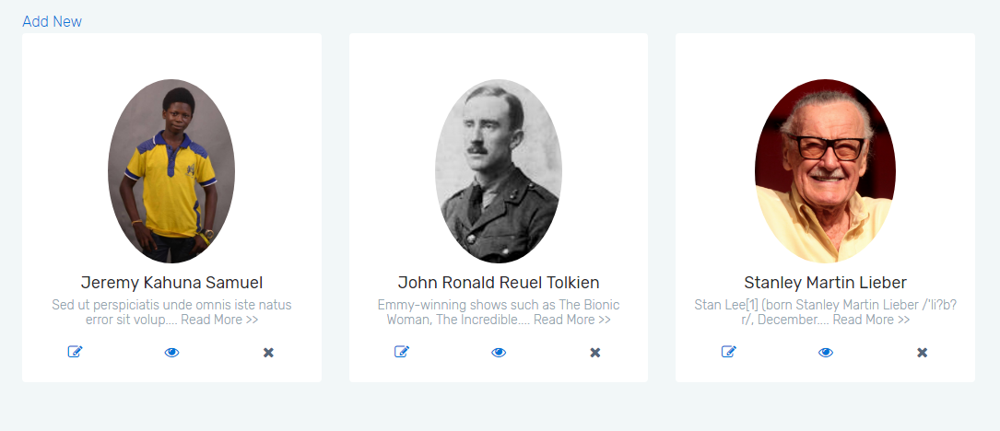 Add New
Jeremy Kahuna Samuel
Sed ut perspiciatis unde omnis iste natus
error sit volup.... Read More >>
John Ronald Reuel Tolkien
Emmy-winning shows such as The Bionic
Woman, The Incredible.... Read More >>
Stanley Martin Lieber
Stan Lee[1] (born Stanley Martin Lieber /'li?b?
r/, December.... Read More >>